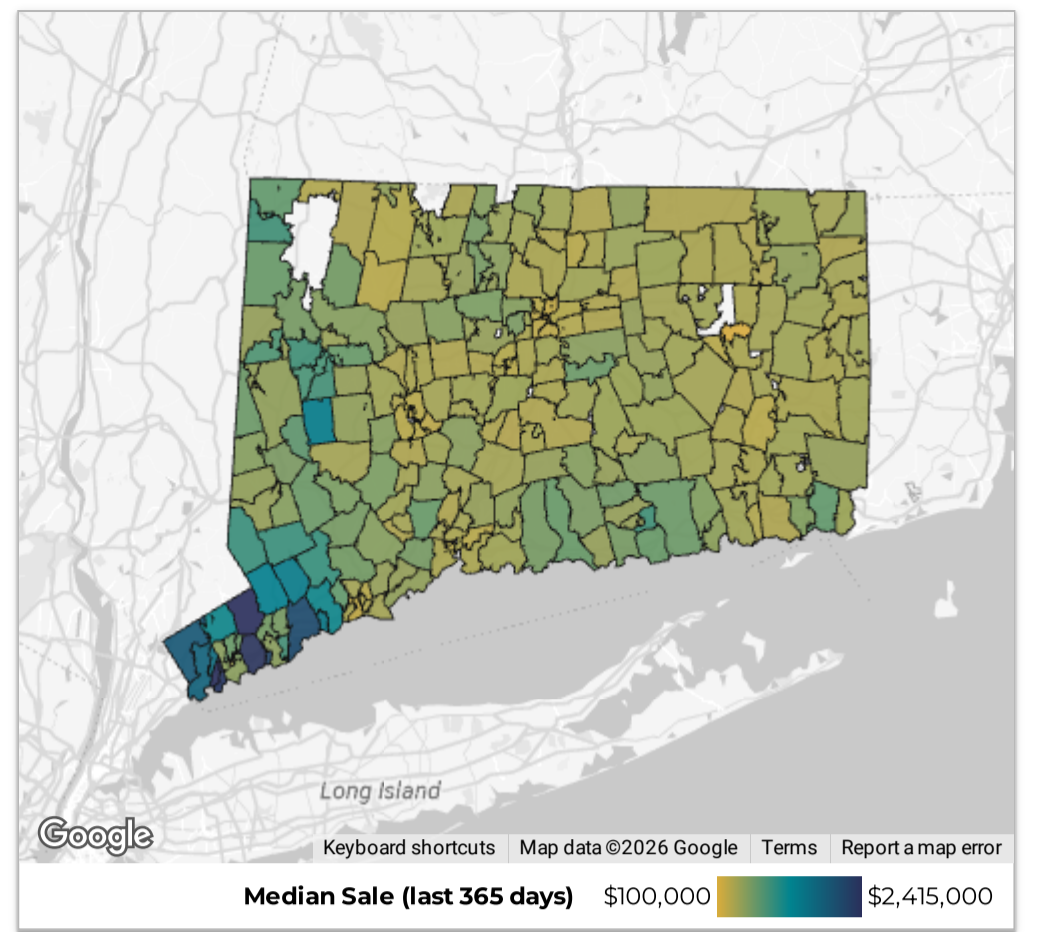 Long Island
Google
Keyboard shortcuts Map data ©2026 Google Terms Report a map error
Median Sale (last 365 days) $100,000 $2,415,000